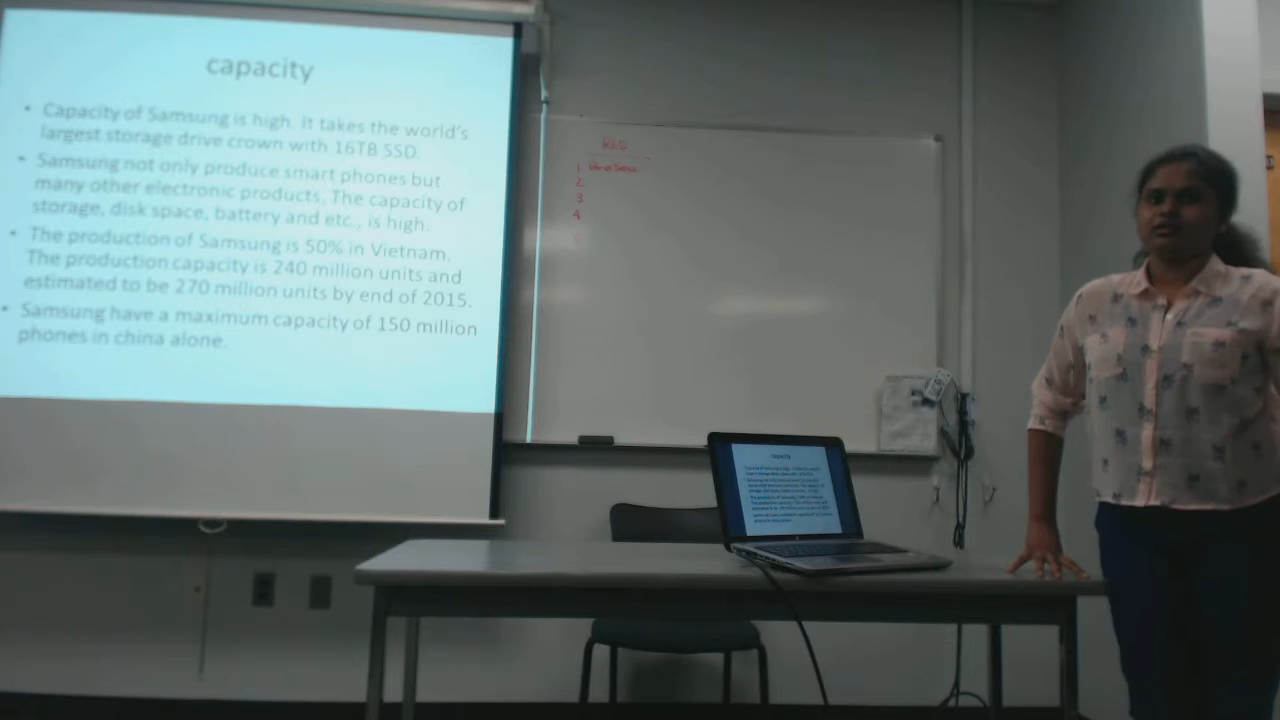 capacity
• Capacity of Samsung is high. It takes the world's
largest storage drive crown with 16TB SSD.
• Samsung not only produce smart phones but
many other electronic products. The capacity of
storage, disk space, battery and etc., is high.
• The production of Samsung is 50% in Vietnam.
The production capacity is 240 million units and
estimated to be 270 million units by end of 2015.
• Samsung have a maximum capacity of 150 million
phones in china alone.
1
2
3
4
5
capacity